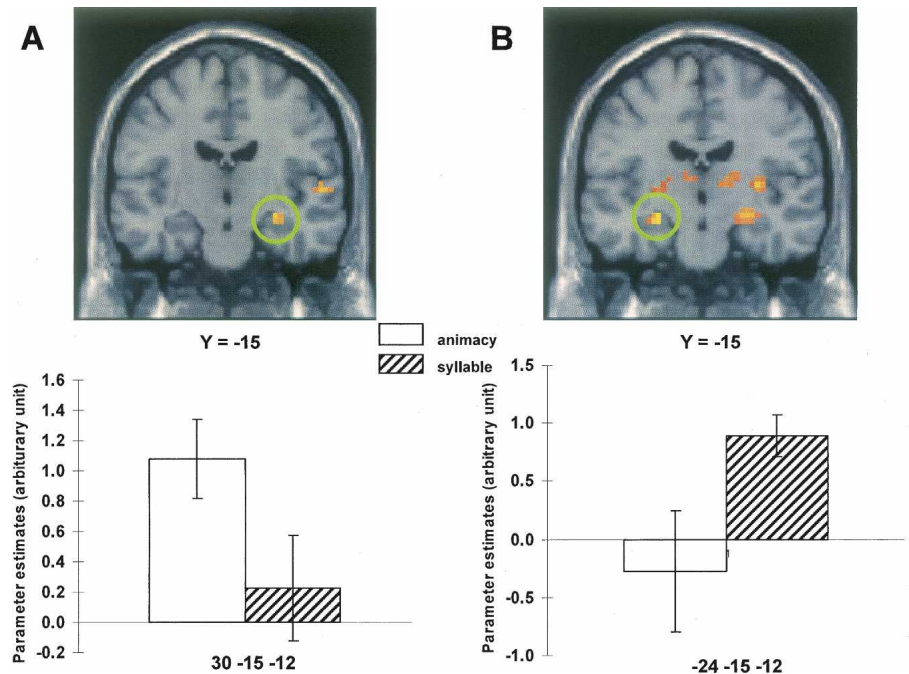 A
B
Y = -15
Y = -15
animacy
syllable
Parameter estimates (arbiturary unit)
1.6
1.4
1.2
1.0
0.8
0.6
0.4
0.2
0.0
-0.2
30 -15 -12
Parameter estimates (arbitrary unit)
1.5
1.0
0.5
0.0
-0.5
-1.0
-24 -15 -12